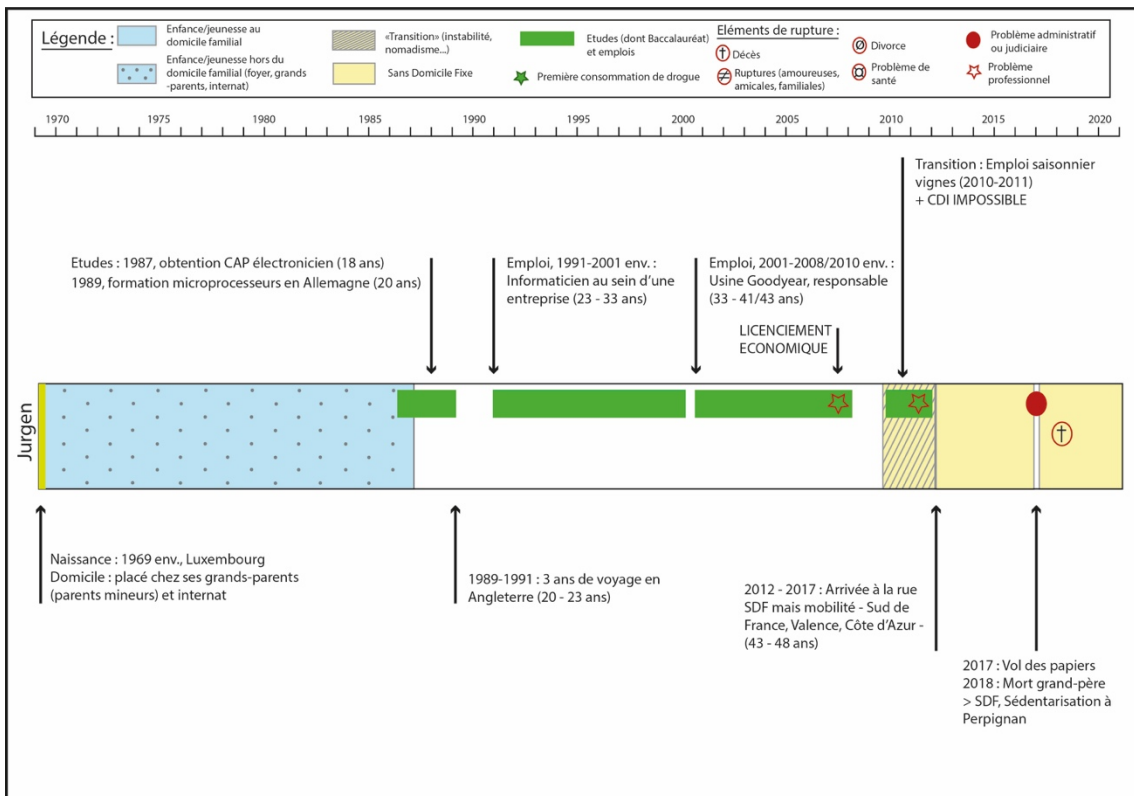 Légende :
Enfance/jeunesse au
domicile familial
Enfance/jeunesse hors du
domicile familial (foyer, grands
-parents, internat)
«Transition» (instabilité,
nomadisme...)
Sans Domicile Fixe
Etudes (dont Baccalauréat)
et emplois
Première consommation de drogue
Eléments de rupture :
Décès
Ruptures (amoureuses,
amicales, familiales)
Divorce
Problème de
santé
Problème administratif
ou judiciaire
Problème
professionnel
1970 1975 1980 1985 1990 1995 2000 2005 2010 2015 2020
Transition : Emploi saisonnier
vignes (2010-2011)
+ CDI IMPOSSIBLE
Etudes : 1987, obtention CAP électronicien (18 ans)
1989, formation microprocesseurs en Allemagne (20 ans)
Emploi, 1991-2001 env. :
Informaticien au sein d'une
entreprise (23 - 33 ans)
Emploi, 2001-2008/2010 env. :
Usine Goodyear, responsable
(33 - 41/43 ans)
LICENCIEMENT
ECONOMIQUE
Jurgen
Naissance : 1969 env., Luxembourg
Domicile : placé chez ses grands-parents
(parents mineurs) et internat
1989-1991 : 3 ans de voyage en
Angleterre (20 - 23 ans)
2012 - 2017 : Arrivée à la rue
SDF mais mobilité - Sud de
France, Valence, Côte d'Azur -
(43 - 48 ans)
2017 : Vol des papiers
2018 : Mort grand-père
> SDF, Sédentarisation à
Perpignan